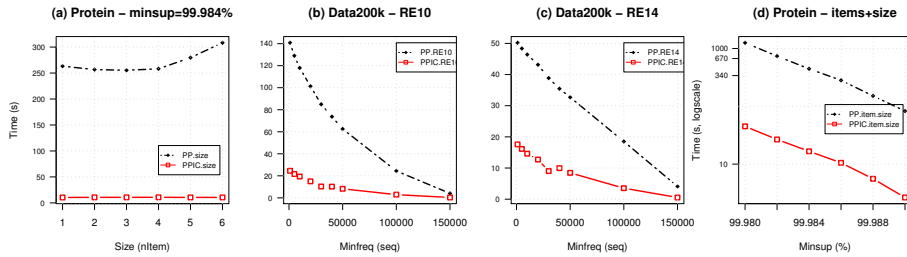 (a) Protein − minsup=99.984%
Time (s)
300
250
200
150
100
50
0
PP.size
PPIC.size
1 2 3 4 5 6
Size (nItem)
(b) Data200k − RE10
140
120
100
80
60
40
20
0
PP.RE10
PPIC.RE10
0 50000 100000 150000
Minfreq (seq)
(c) Data200k − RE14
50
40
30
20
10
0
PP.RE14
PPIC.RE14
0 50000 100000 150000
Minfreq (seq)
(d) Protein − items+size
Time (s, logscale)
1000
670
340
10
PP.item.size
PPIC.item.size
99.980 99.984 99.988
Minsup (%)